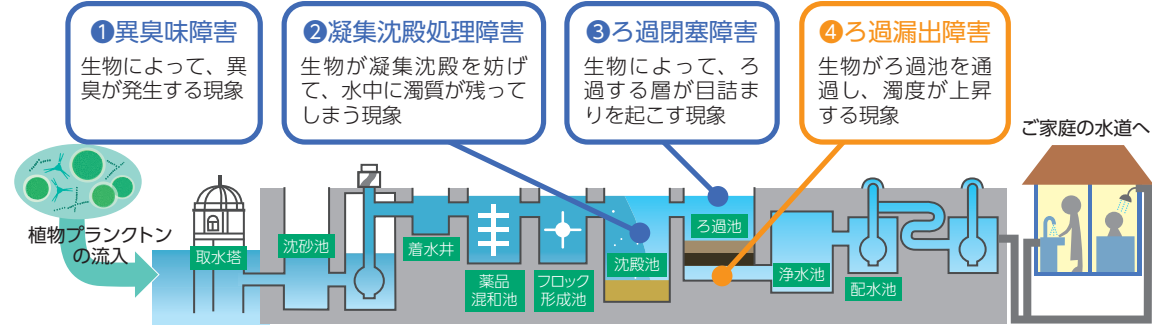 ❶異臭味障害
生物によって、異
臭が発生する現象
❷凝集沈殿処理障害
生物が凝集沈殿を妨げ
て、水中に濁質が残って
しまう現象
❸ろ過閉塞障害
生物によって、ろ
過する層が目詰ま
りを起こす現象
❹ろ過漏出障害
生物がろ過池を通
過し、濁度が上昇
する現象
ご家庭の水道へ
植物プランクトン
の流入
取水塔
沈砂池
着水井
薬品
混和池
フロック
形成池
沈殿池
ろ過池
浄水池
配水池